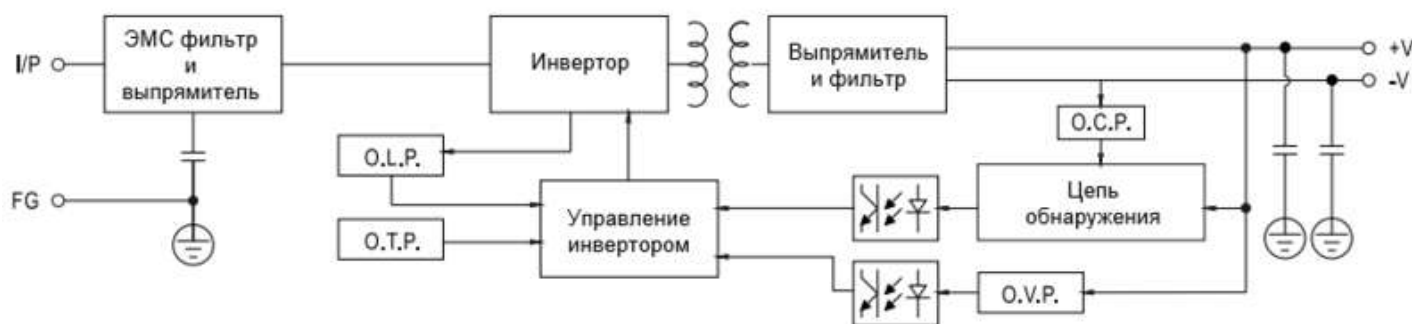 ЭМС фильтр
и
выпрямитель
I/P
Инвертор
Выпрямитель
и фильтр
+V
-V
O.C.P.
O.L.P.
FG
Управление
инвертором
Цепь
обнаружения
O.T.P.
O.V.P.